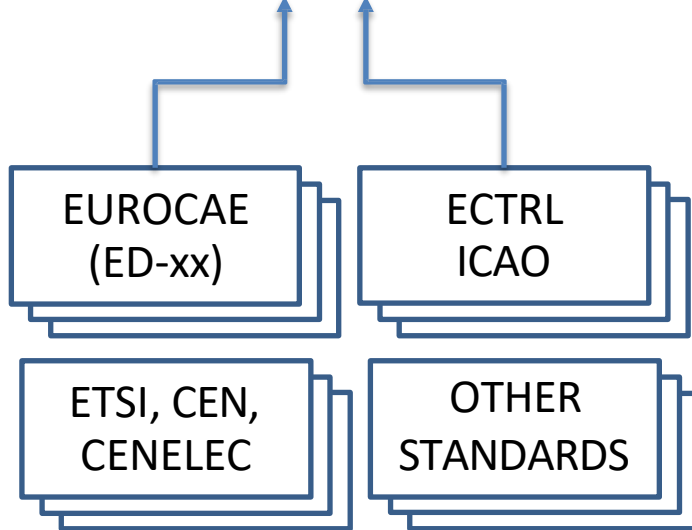 EUROCAE
(ED-xx)
ECTRL
ICAO
ETSI, CEN,
CENELEC
OTHER
STANDARDS